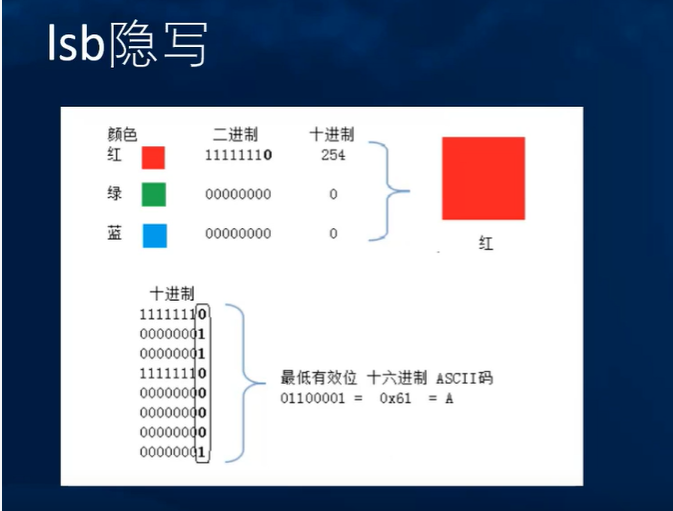 lsb隐写
颜色 二进制 十进制
红 11111110 254
绿 00000000 0
蓝 00000000 0
红
十进制
11111110
00000001
00000001
11111110
00000000
00000000
00000000
00000001
最低有效位 十六进制 ASCII码
01100001 = 0x61 = A